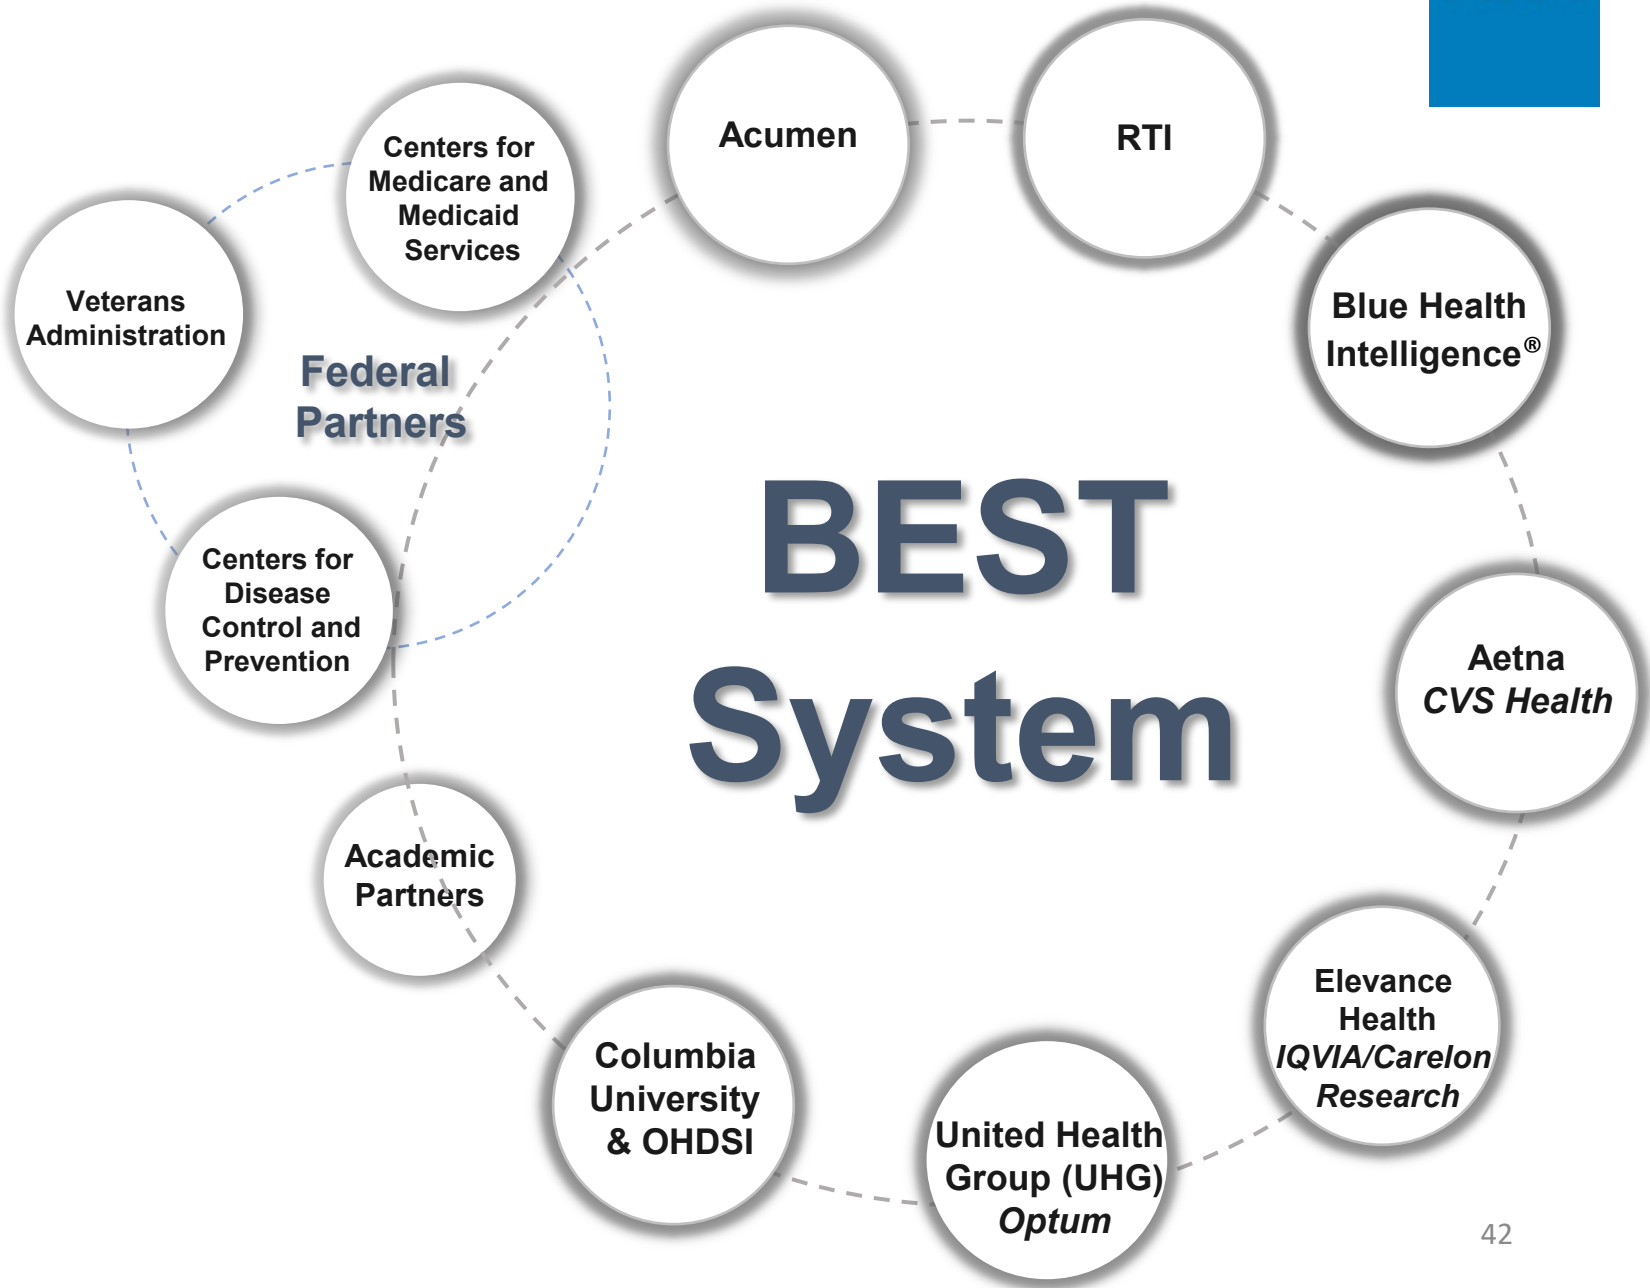 Acumen
RTI
Centers for
Medicare and
Medicaid
Services
Veterans
Administration
Blue Health
Intelligence®
Federal
Partners
BEST
System
Centers for
Disease
Control and
Prevention
Aetna
CVS Health
Academic
Partners
Elevance
Health
IQVIA/Carelon
Research
Columbia
University
& OHDSI
United Health
Group (UHG)
Optum
42